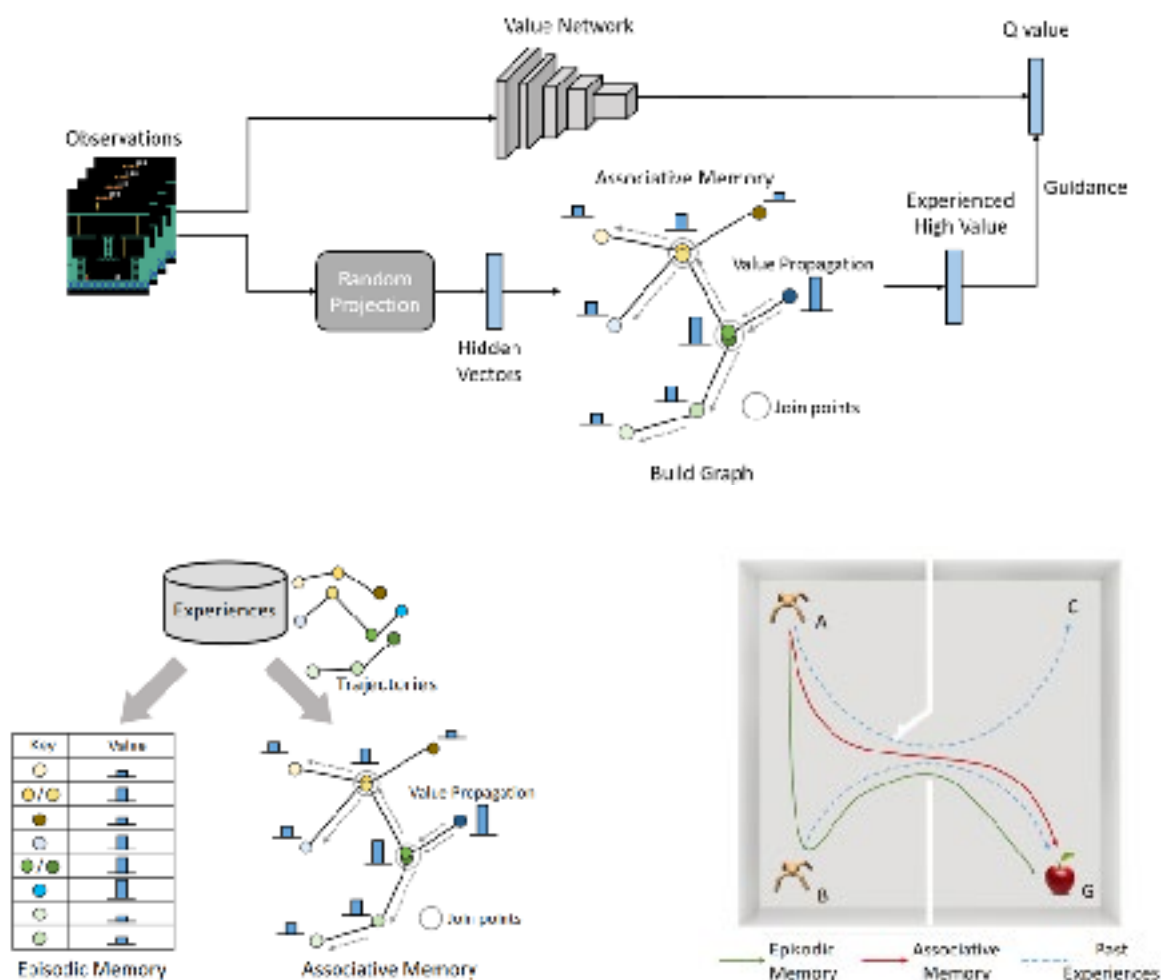 Value Network
Q value
Observations
Associative Memory
Experienced
High Value
Guidance
Random
Projection
Value Propagation
Hidden
Vectors
Join points
Build Graph
Experiences
Trajectories
A
C
Key Value
Value Propagation
/
/
B
G
Join points
Episodic Memory
Associative Memory
Episodic
Memory
Associative
Memory
Past
Experiences